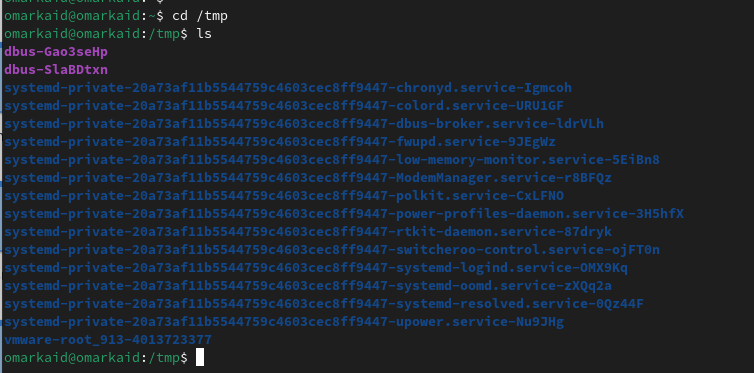 omarkaid@omarkaid:~$ cd /tmp
omarkaid@omarkaid:/tmp$ ls
dbus-Gao3seHp
dbus-SlaBDtxn
systemd-private-20a73af11b5544759c4603cec8ff9447-chronyd.service-Igmcoh
systemd-private-20a73af11b5544759c4603cec8ff9447-colord.service-URU1GF
systemd-private-20a73af11b5544759c4603cec8ff9447-dbus-broker.service-ldrVLh
systemd-private-20a73af11b5544759c4603cec8ff9447-fwupd.service-9JEgWz
systemd-private-20a73af11b5544759c4603cec8ff9447-low-memory-monitor.service-5EiBn8
systemd-private-20a73af11b5544759c4603cec8ff9447-ModemManager.service-r8BFQz
systemd-private-20a73af11b5544759c4603cec8ff9447-polkit.service-CxLFNO
systemd-private-20a73af11b5544759c4603cec8ff9447-power-profiles-daemon.service-3H5hfX
systemd-private-20a73af11b5544759c4603cec8ff9447-rtkit-daemon.service-87dryk
systemd-private-20a73af11b5544759c4603cec8ff9447-switcheroo-control.service-ojFT0n
systemd-private-20a73af11b5544759c4603cec8ff9447-systemd-logind.service-OMX9Kq
systemd-private-20a73af11b5544759c4603cec8ff9447-systemd-oomd.service-zXQq2a
systemd-private-20a73af11b5544759c4603cec8ff9447-systemd-resolved.service-0Qz44F
systemd-private-20a73af11b5544759c4603cec8ff9447-upower.service-Nu9JHg
vmware-root_913-4013723377
omarkaid@omarkaid:/tmp$